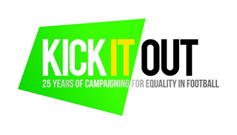 KICK IT OUT
25 YEARS OF CAMPAIGNING FOR EQUALITY IN FOOTBALL